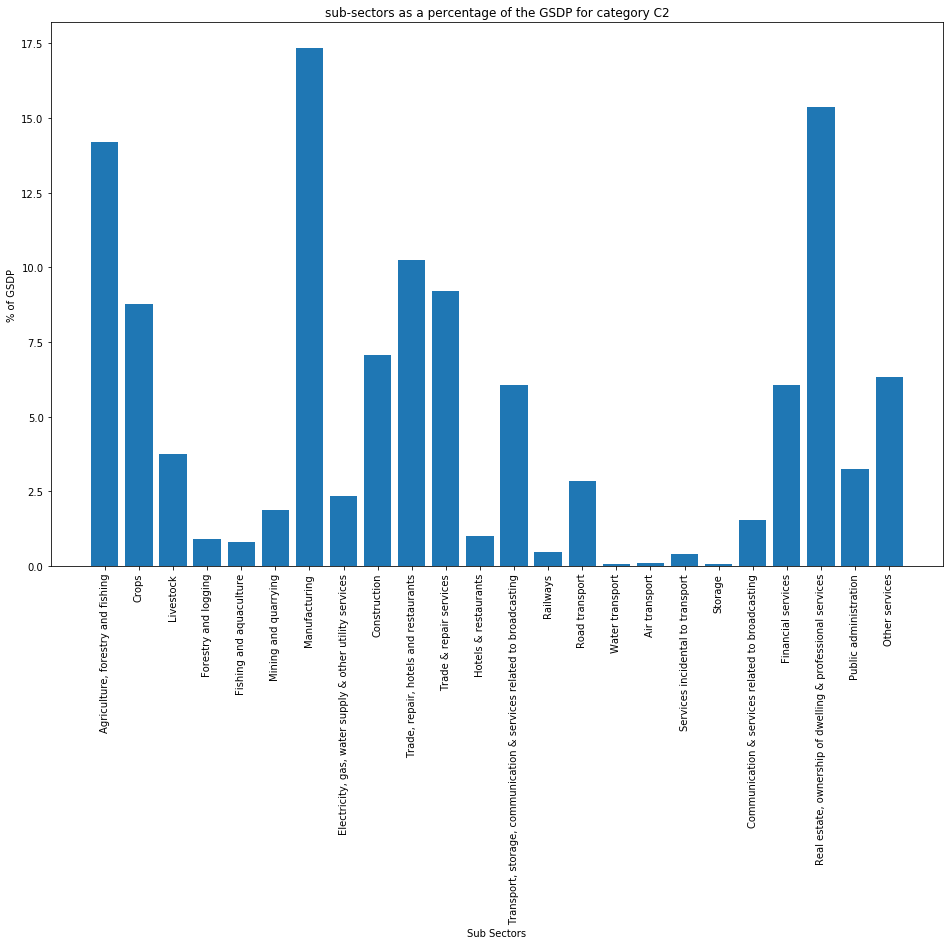 sub-sectors as a percentage of the GSDP for category C2
17.5
15.0
12.5
10.0
7.5
5.0
2.5
0.0
% of GSDP
Agriculture, forestry and fishing
Crops
Livestock
Forestry and logging
Fishing and aquaculture
Mining and quarrying
Manufacturing
Electricity, gas, water supply & other utility services
Construction
Trade, repair, hotels and restaurants
Trade & repair services
Hotels & restaurants
Transport, storage, communication & services related to broadcasting
Railways
Road transport
Water transport
Air transport
Services incidental to transport
Storage
Communication & services related to broadcasting
Financial services
Real estate, ownership of dwelling & professional services
Public administration
Other services
Sub Sectors